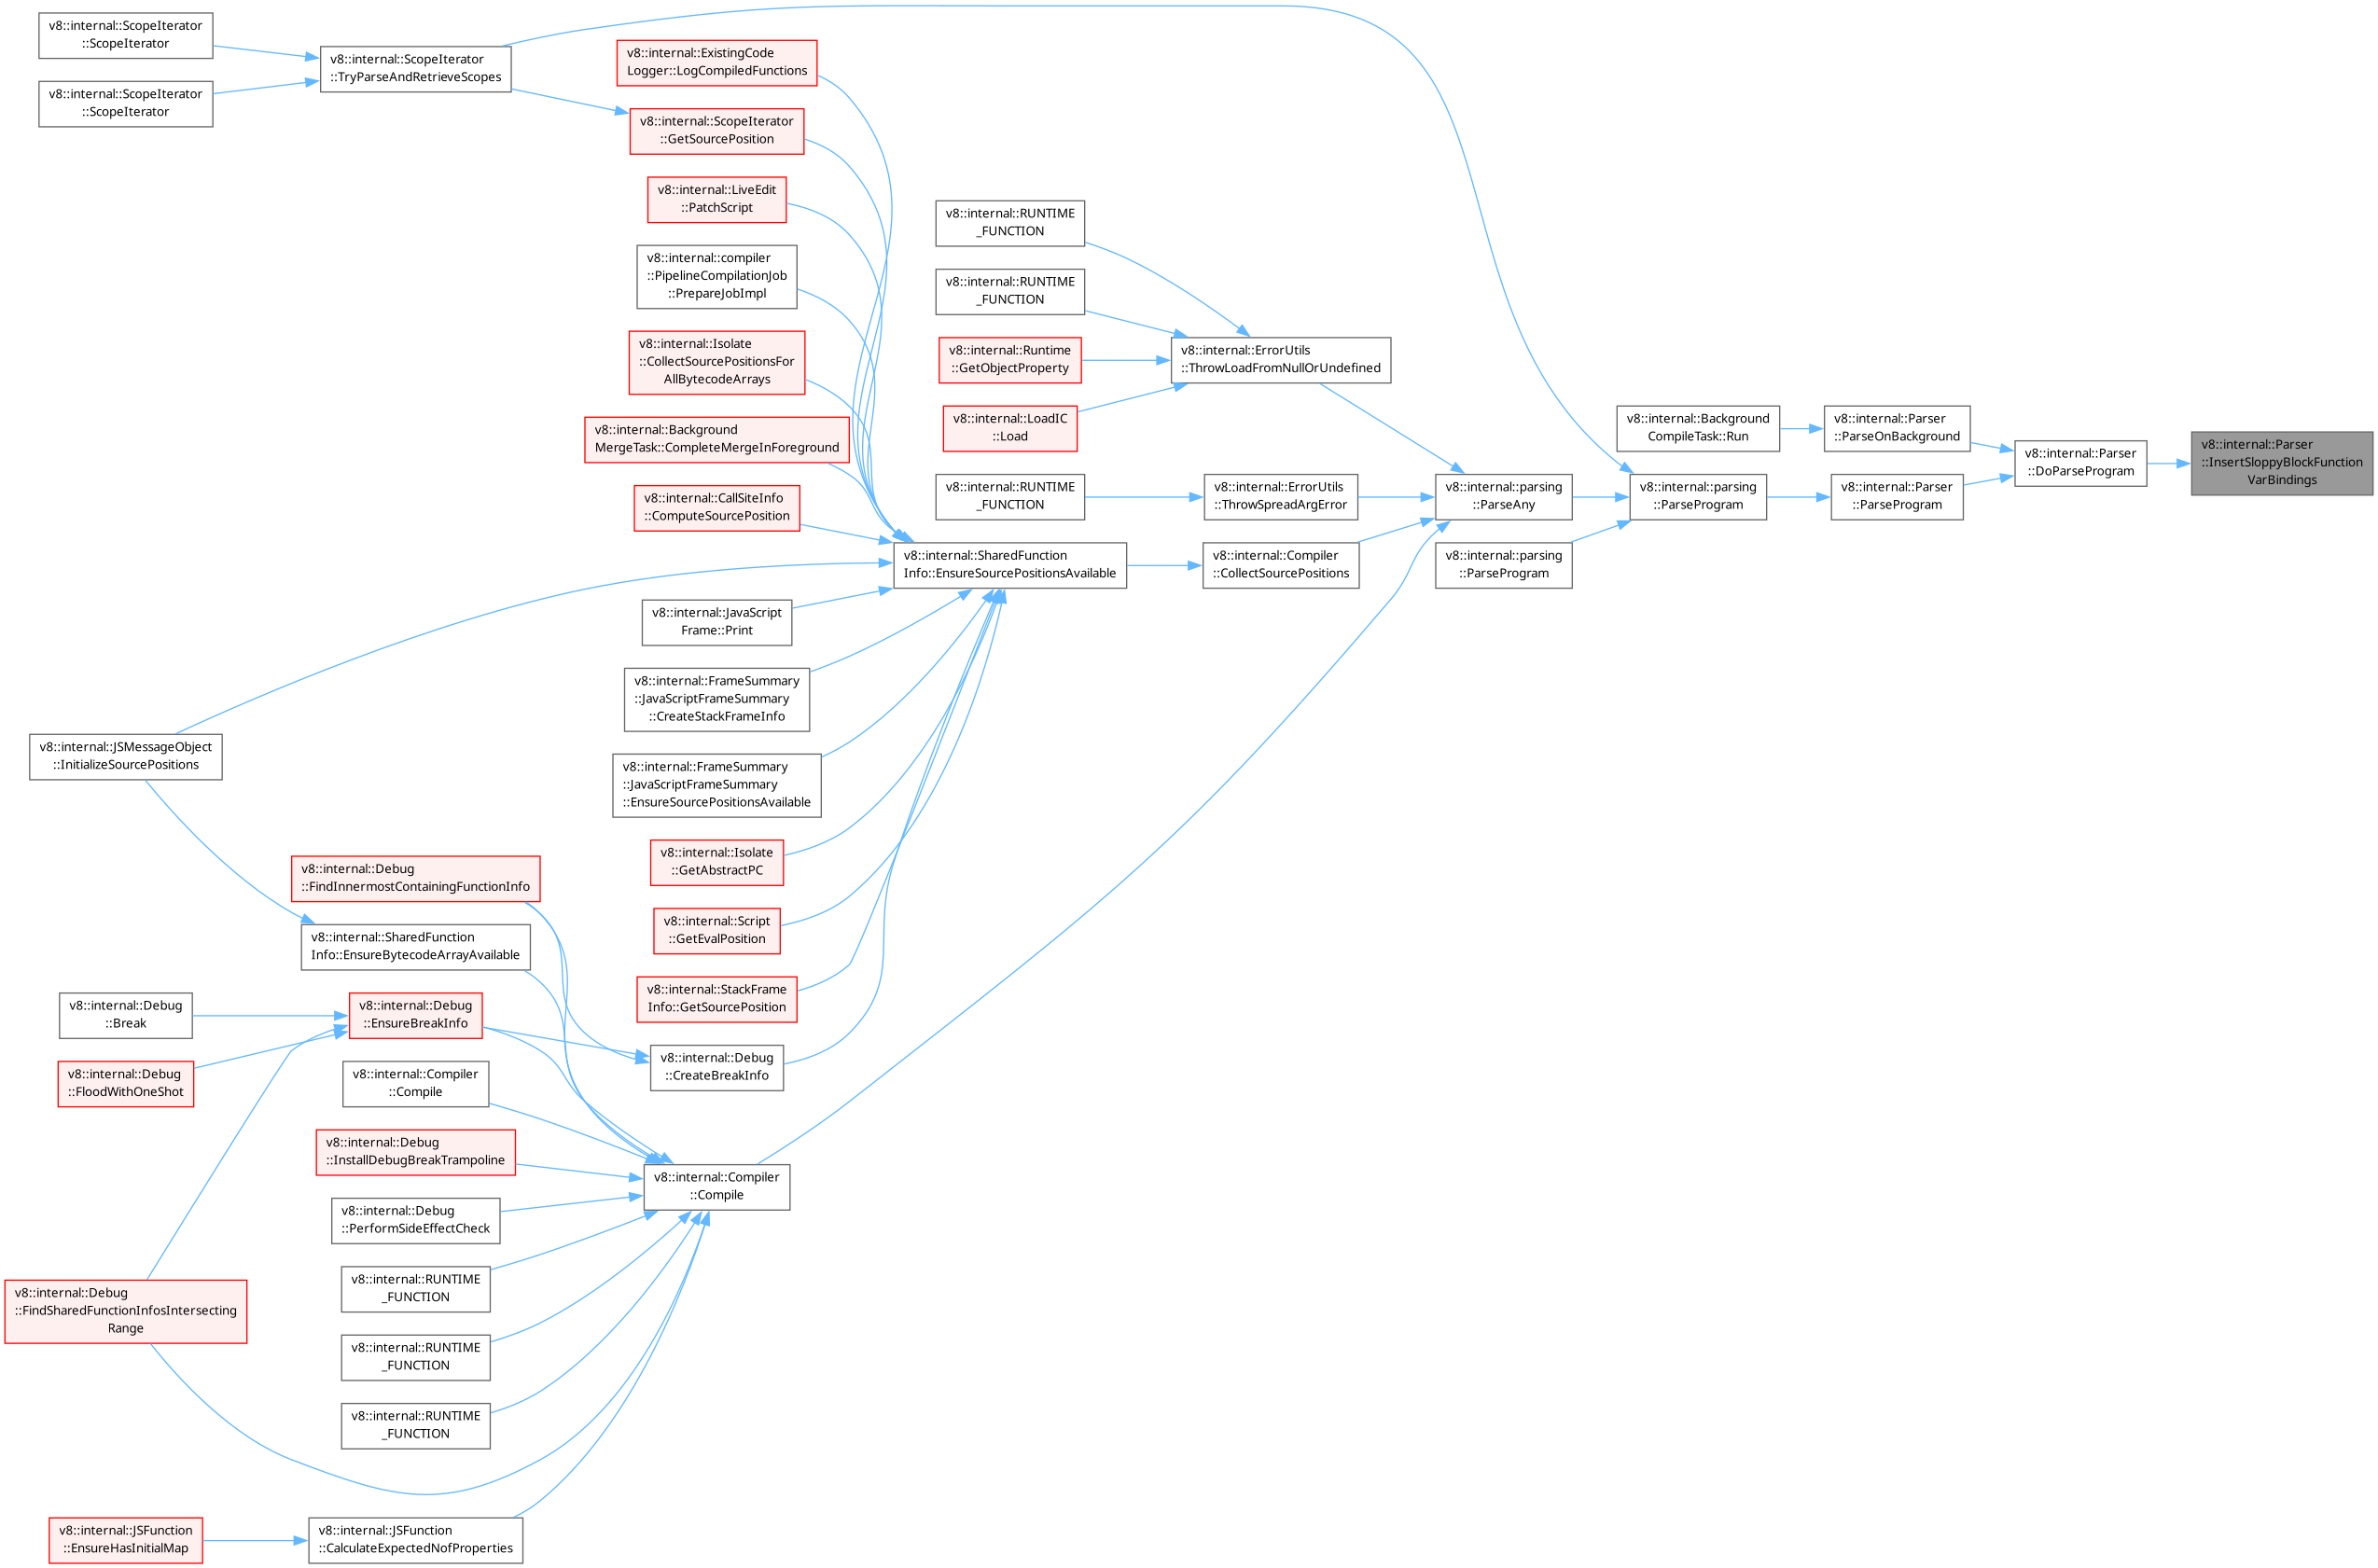 v8::internal::ScopeIterator
::ScopeIterator
v8::internal::ScopeIterator
::ScopeIterator
v8::internal::ScopeIterator
::TryParseAndRetrieveScopes
v8::internal::ExistingCode
Logger::LogCompiledFunctions
v8::internal::ScopeIterator
::GetSourcePosition
v8::internal::LiveEdit
::PatchScript
v8::internal::compiler
::PipelineCompilationJob
::PrepareJobImpl
v8::internal::Isolate
::CollectSourcePositionsFor
AllBytecodeArrays
v8::internal::Background
MergeTask::CompleteMergeInForeground
v8::internal::CallSiteInfo
::ComputeSourcePosition
v8::internal::JavaScript
Frame::Print
v8::internal::FrameSummary
::JavaScriptFrameSummary
::CreateStackFrameInfo
v8::internal::FrameSummary
::JavaScriptFrameSummary
::EnsureSourcePositionsAvailable
v8::internal::Isolate
::GetAbstractPC
v8::internal::Script
::GetEvalPosition
v8::internal::StackFrame
Info::GetSourcePosition
v8::internal::Debug
::CreateBreakInfo
v8::internal::RUNTIME
_FUNCTION
v8::internal::RUNTIME
_FUNCTION
v8::internal::Runtime
::GetObjectProperty
v8::internal::LoadIC
::Load
v8::internal::RUNTIME
_FUNCTION
v8::internal::SharedFunction
Info::EnsureSourcePositionsAvailable
v8::internal::ErrorUtils
::ThrowLoadFromNullOrUndefined
v8::internal::ErrorUtils
::ThrowSpreadArgError
v8::internal::Compiler
::CollectSourcePositions
v8::internal::parsing
::ParseAny
v8::internal::parsing
::ParseProgram
v8::internal::Background
CompileTask::Run
v8::internal::parsing
::ParseProgram
v8::internal::Parser
::ParseOnBackground
v8::internal::Parser
::ParseProgram
v8::internal::Parser
::DoParseProgram
v8::internal::Parser
::InsertSloppyBlockFunction
VarBindings
v8::internal::JSMessageObject
::InitializeSourcePositions
v8::internal::Debug
::FindInnermostContainingFunctionInfo
v8::internal::SharedFunction
Info::EnsureBytecodeArrayAvailable
v8::internal::Debug
::Break
v8::internal::Debug
::EnsureBreakInfo
v8::internal::Debug
::FloodWithOneShot
v8::internal::Compiler
::Compile
v8::internal::Debug
::InstallDebugBreakTrampoline
v8::internal::Compiler
::Compile
v8::internal::Debug
::PerformSideEffectCheck
v8::internal::RUNTIME
_FUNCTION
v8::internal::Debug
::FindSharedFunctionInfosIntersecting
Range
v8::internal::RUNTIME
_FUNCTION
v8::internal::RUNTIME
_FUNCTION
v8::internal::JSFunction
::EnsureHasInitialMap
v8::internal::JSFunction
::CalculateExpectedNofProperties